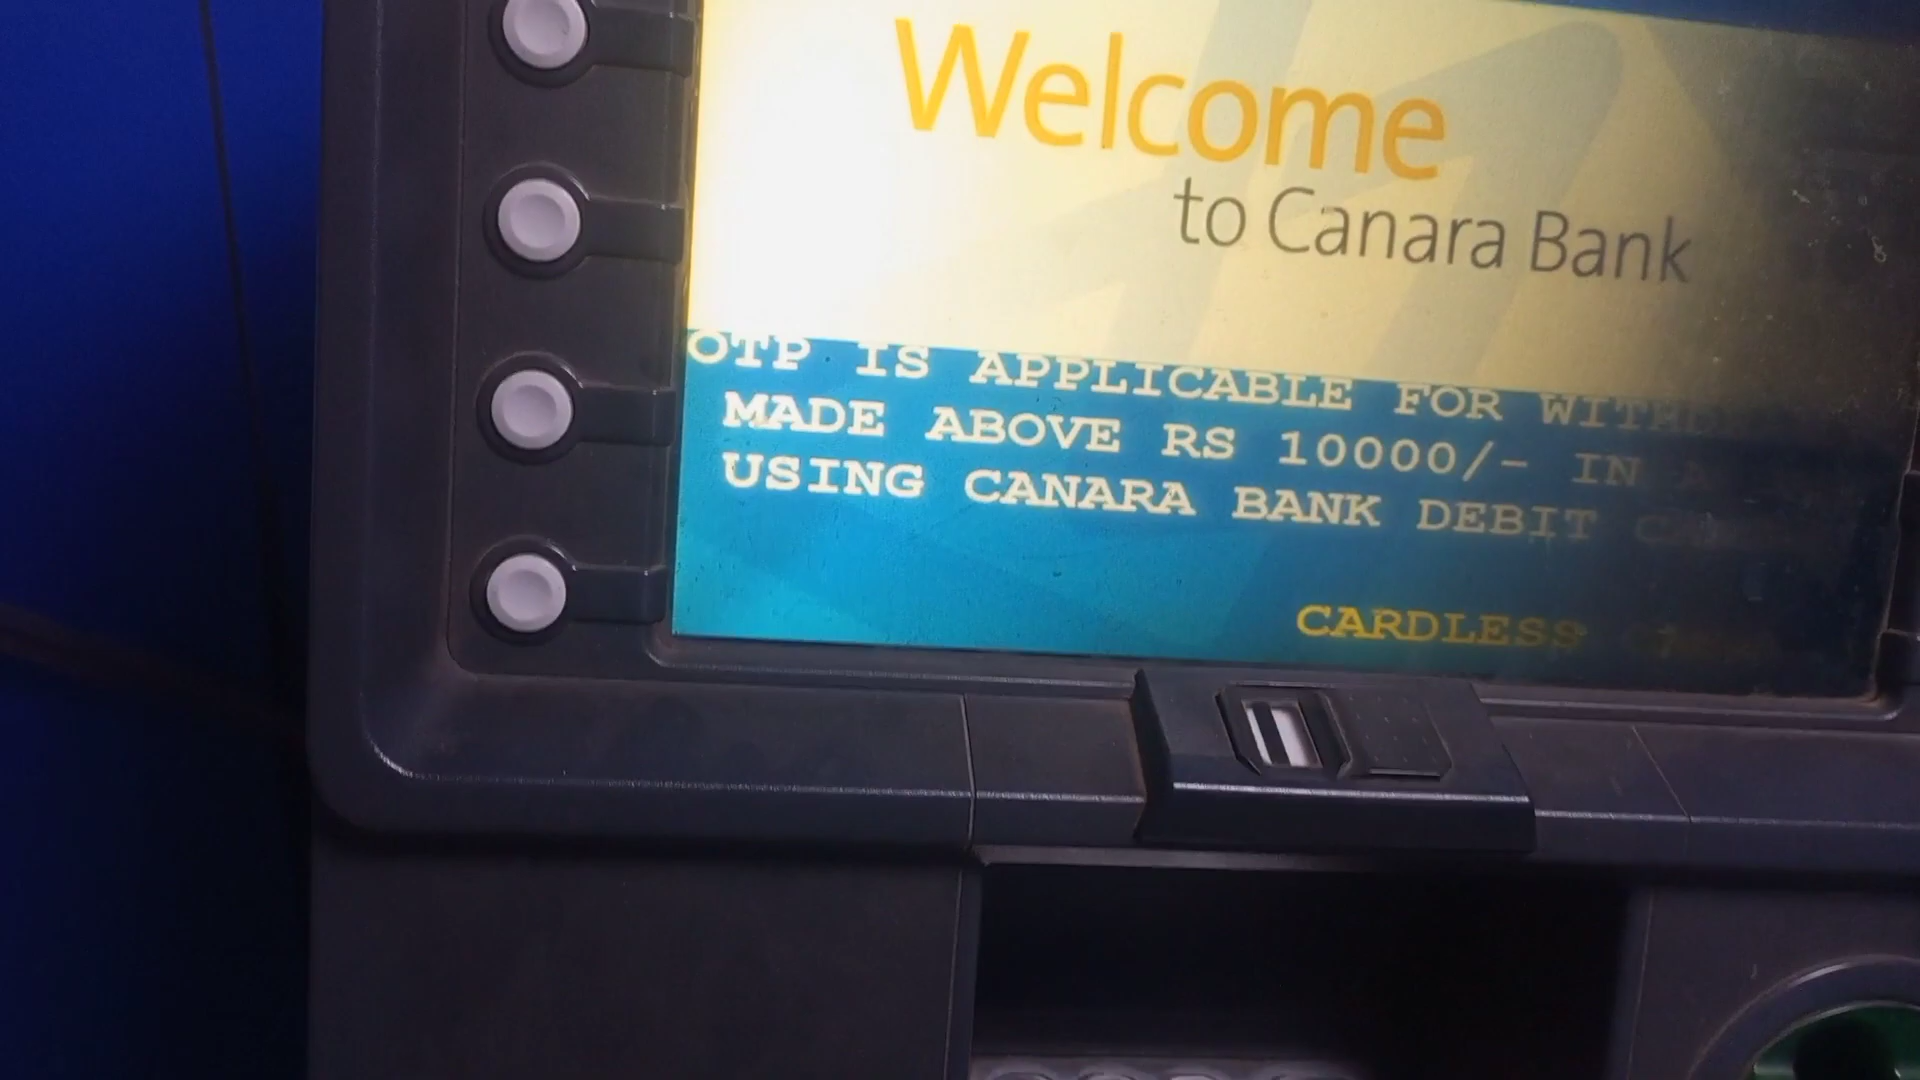 Welcome
to Canara Bank
OTP IS APPLICABLE FOR
MADE ABOVE RS 10000/- IN A
USING CANARA BANK DEBIT
CARDLESS